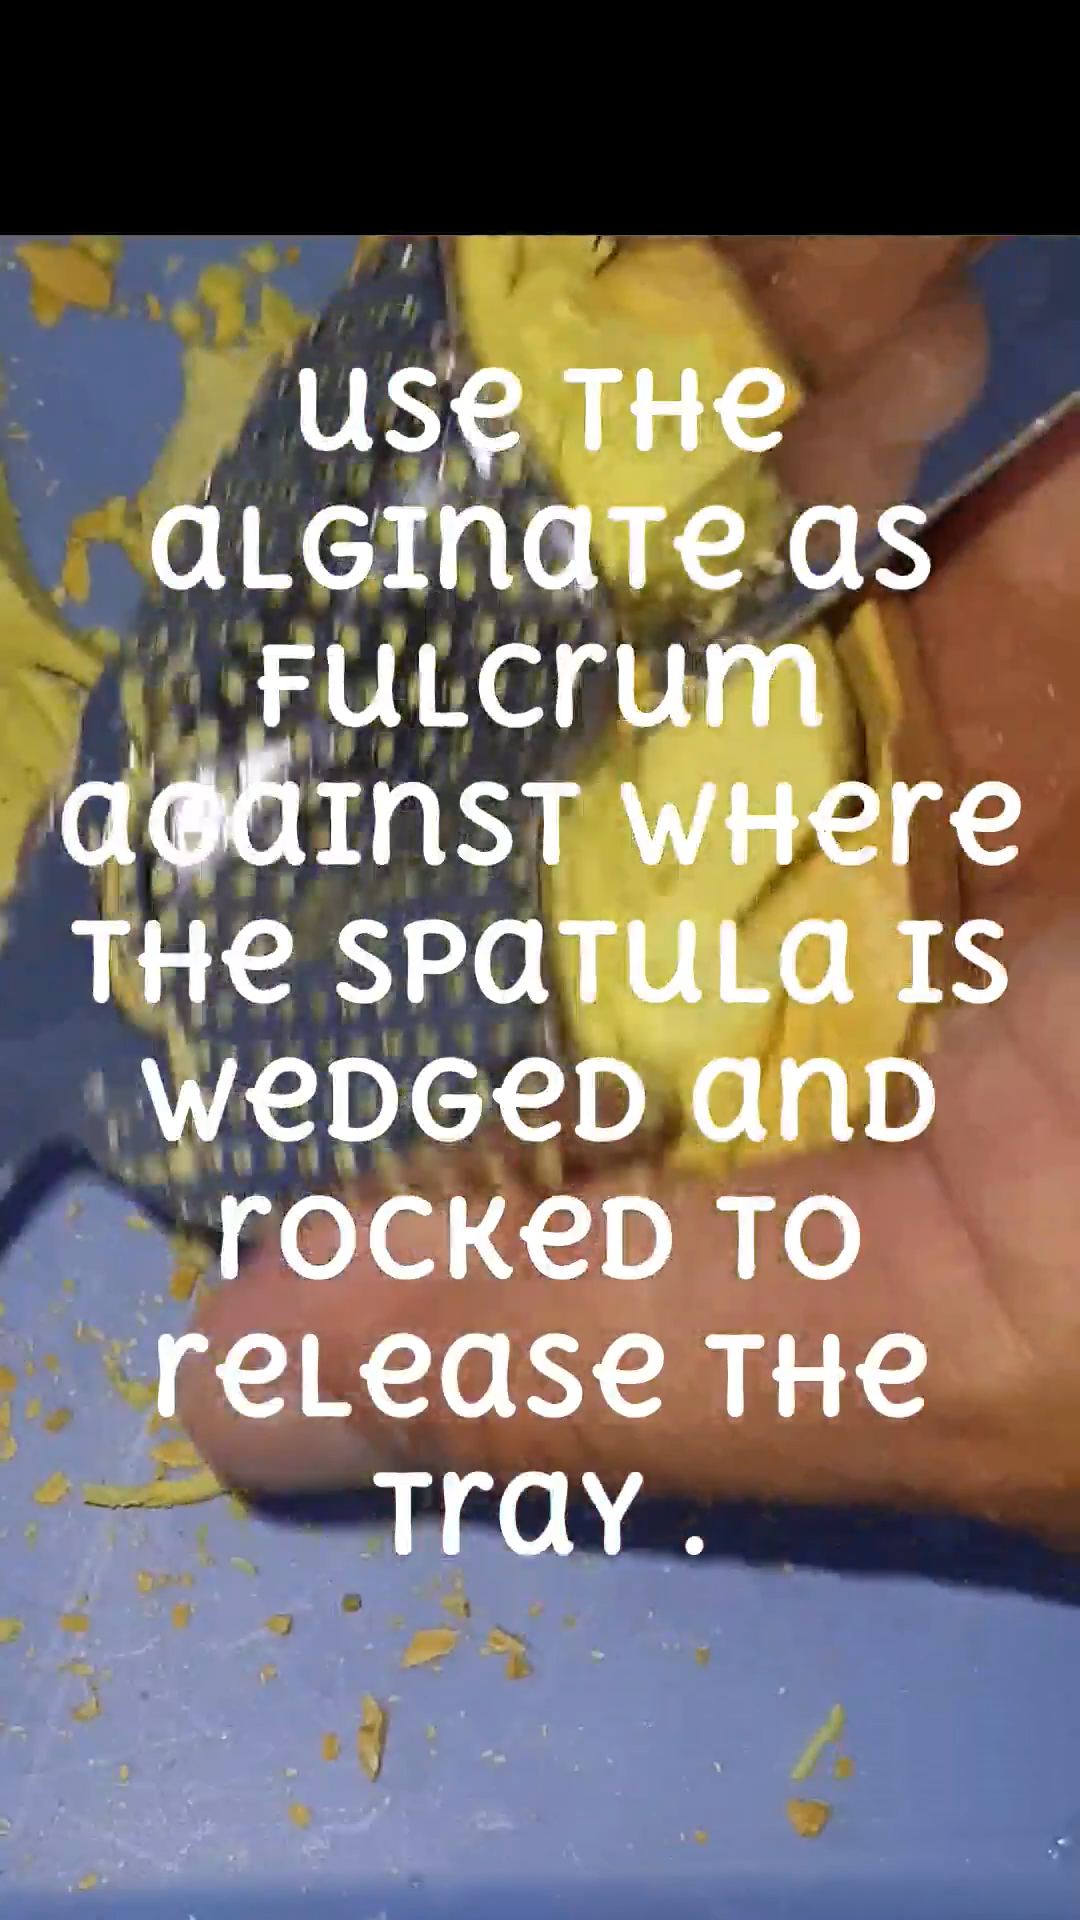 use the
alginate as
fulcrum
against where
the spatula is
wedged and
rocked to
release the
tray .